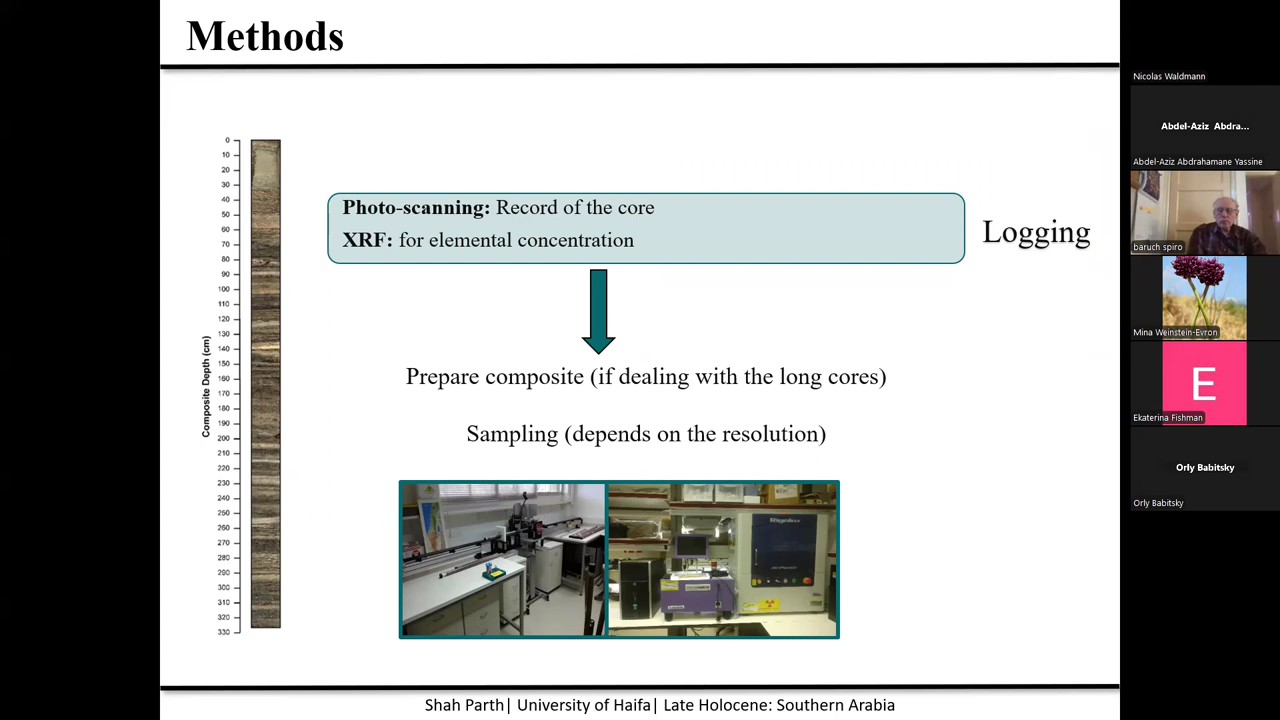 Methods
0
10
20
30
40
50
60
70
80
90
100
110
120
130
140
150
160
170
180
190
200
210
220
230
240
250
260
270
280
290
300
310
320
330
Composite Depth (cm)
Photo-scanning: Record of the core
XRF: for elemental concentration
Logging
Prepare composite (if dealing with the long cores)
Sampling (depends on the resolution)
Rigaku
Shah Parth| University of Haifa| Late Holocene: Southern Arabia
Nicolas Waldmann
Abdel-Aziz Abdra...
Abdel-Aziz Abdrahamane Yassine
baruch spiro
Mina Weinstein-Evron
E
Ekaterina Fishman
Orly Babitsky
Orly Babitsky